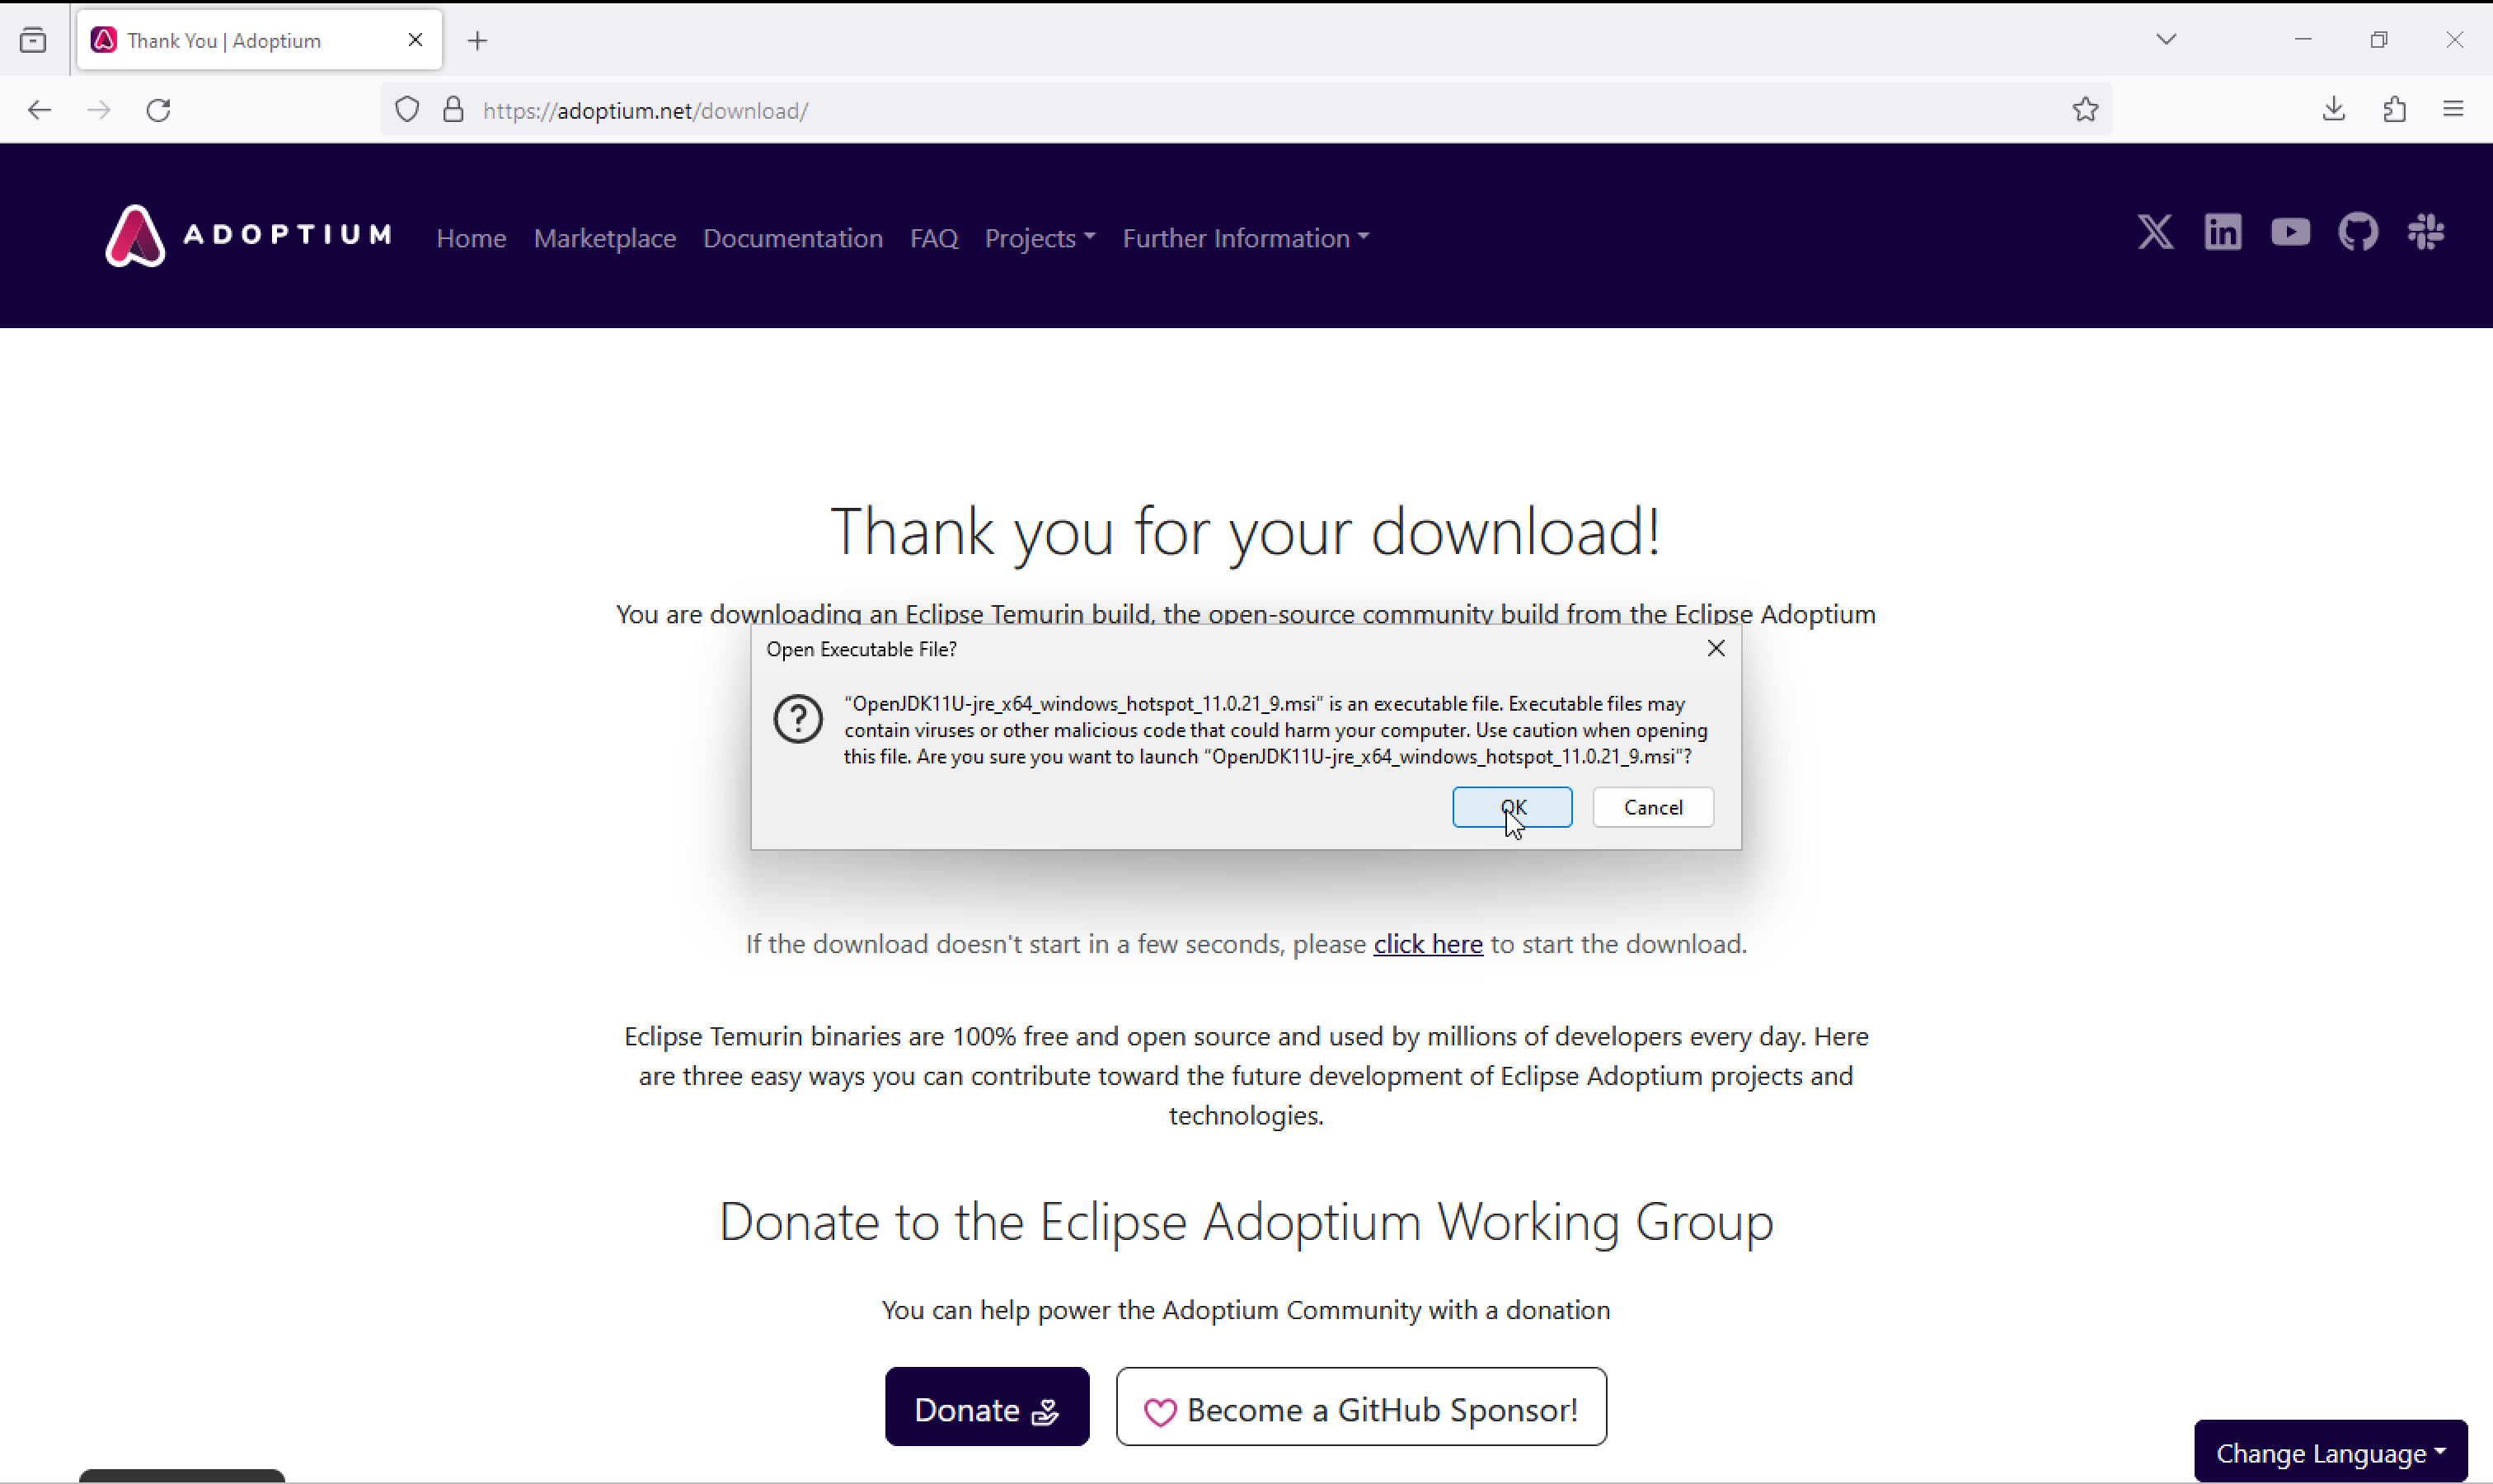 Thank You | Adoptium
https://adoptium.net/download/
ADOPTIUM
Home Marketplace Documentation FAQ Projects Further Information
Thank you for your download!
You are downloading an Eclipse Temurin build, the open-source community build from the Eclipse Adoptium
Open Executable File?
“OpenJDK11U-jre_x64_windows_hotspot_11.0.21_9.msi” is an executable file. Executable files may
contain viruses or other malicious code that could harm your computer. Use caution when opening
this file. Are you sure you want to launch “OpenJDK11U-jre_x64_windows_hotspot_11.0.21_9.msi”?
OK Cancel
If the download doesn't start in a few seconds, please click here to start the download.
Eclipse Temurin binaries are 100% free and open source and used by millions of developers every day. Here
are three easy ways you can contribute toward the future development of Eclipse Adoptium projects and
technologies.
Donate to the Eclipse Adoptium Working Group
You can help power the Adoptium Community with a donation
Donate Become a GitHub Sponsor!
Change Language